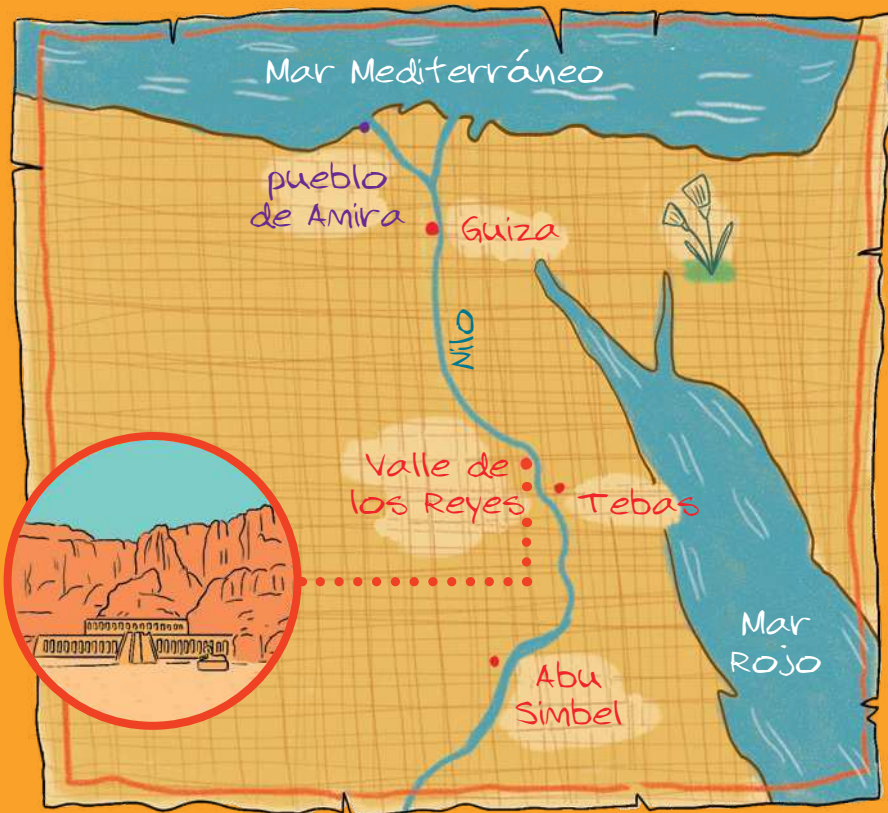 Mar Mediterráneo
pueblo
de Amira
Guiza
Nilo
Valle de
los Reyes
Tebas
Mar
Rojo
Abu
Simbel